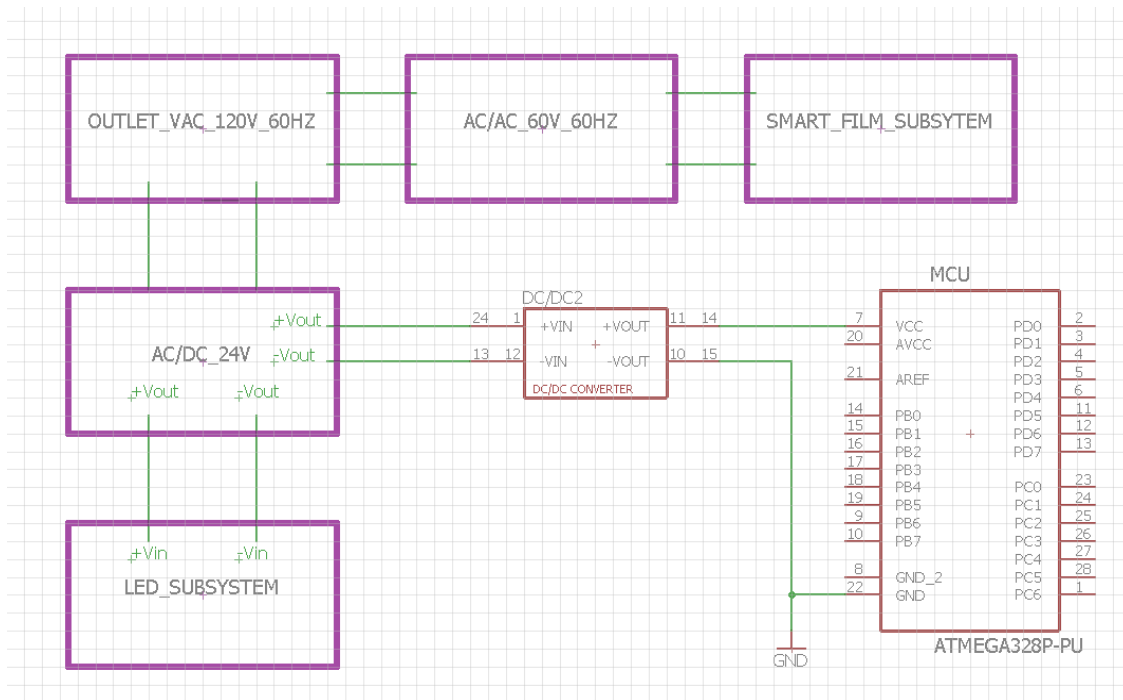 OUTLET_VAC_120V_60HZ
AC/AC_60V_60HZ
SMART_FILM_SUBSYTEM
AC/DC_24V
+Vout
-Vout
+Vout
-Vout
+Vin
-Vin
LED_SUBSYSTEM
DC/DC2
24 1 +VIN +VOUT 11 14
13 12 -VIN -VOUT 10 15
DC/DC CONVERTER
MCU
7 VCC PD0 2
20 AVCC PD1 3
PD2 4
21 AREF PD3 5
PD4 6
14 PB0 PD5 11
15 PB1 PD6 12
16 PB2 PD7 13
17 PB3
18 PB4 PC0 23
19 PB5 PC1 24
9 PB6 PC2 25
10 PB7 PC3 26
PC4 27
8 GND_2 PC5 28
22 GND PC6 1
ATMEGA328P-PU
GND